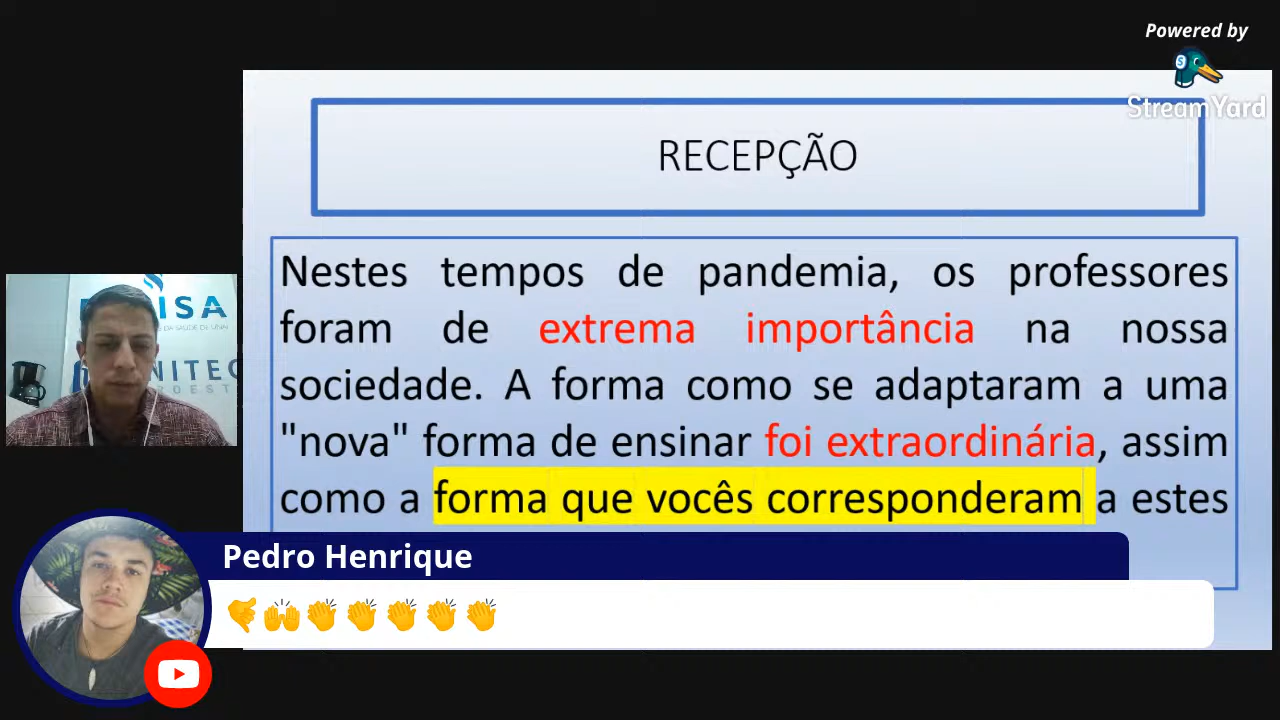 Powered by
StreamYard
RECEPÇÃO
Nestes tempos de pandemia, os professores
foram de extrema importância na nossa
sociedade. A forma como se adaptaram a uma
"nova" forma de ensinar foi extraordinária, assim
como a forma que vocês corresponderam a estes
Pedro Henrique